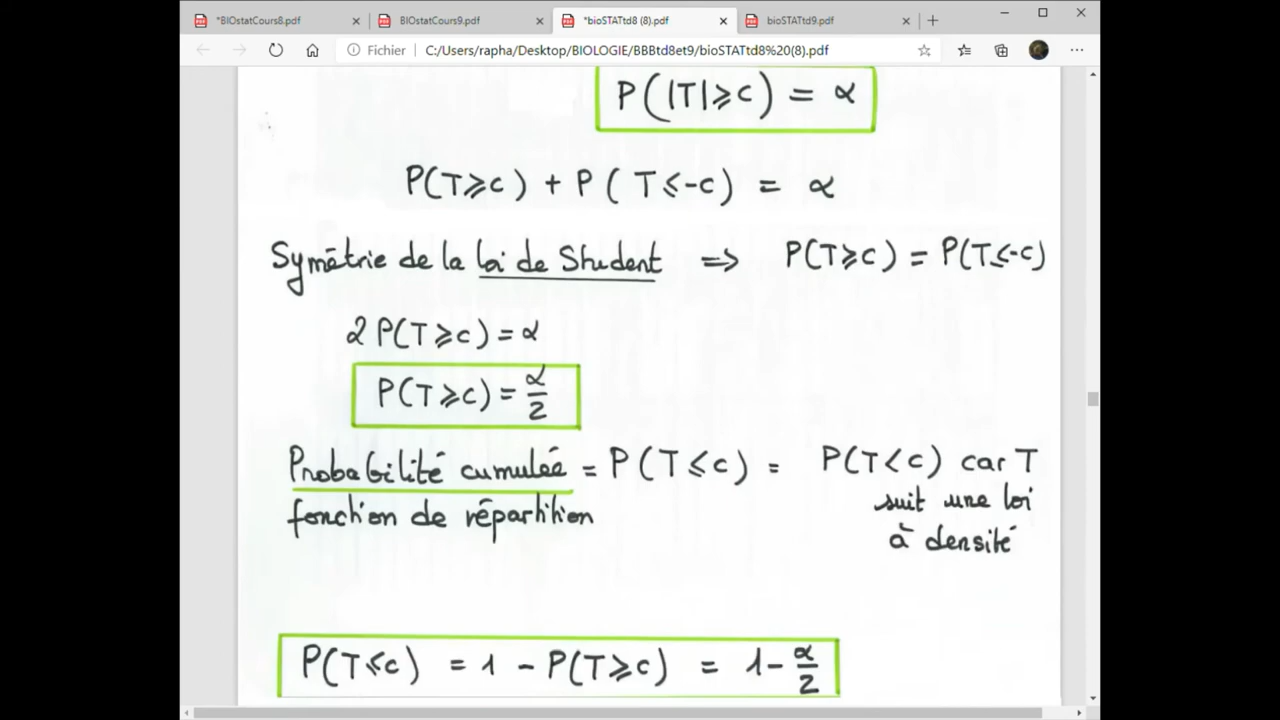 *BIOstatCours8.pdf
BIOstatCours9.pdf
*bioSTATtd8 (8).pdf
bioSTATtd9.pdf
Fichier C:/Users/rapha/Desktop/BIOLOGIE/BBBtd8et9/bioSTATtd8%20(8).pdf
P(|T|⩾c) = α
P(T⩾c) + P(T⩽-c) = α
Symétrie de la loi de Student ⇒ P(T⩾c) = P(T⩽-c)
2P(T⩾c) = α
P(T⩾c) = α/2
Probabilité cumulée = P(T⩽c) = P(T<c) car T
fonction de répartition suit une loi
à densité
P(T⩽c) = 1 - P(T⩾c) = 1 - α/2